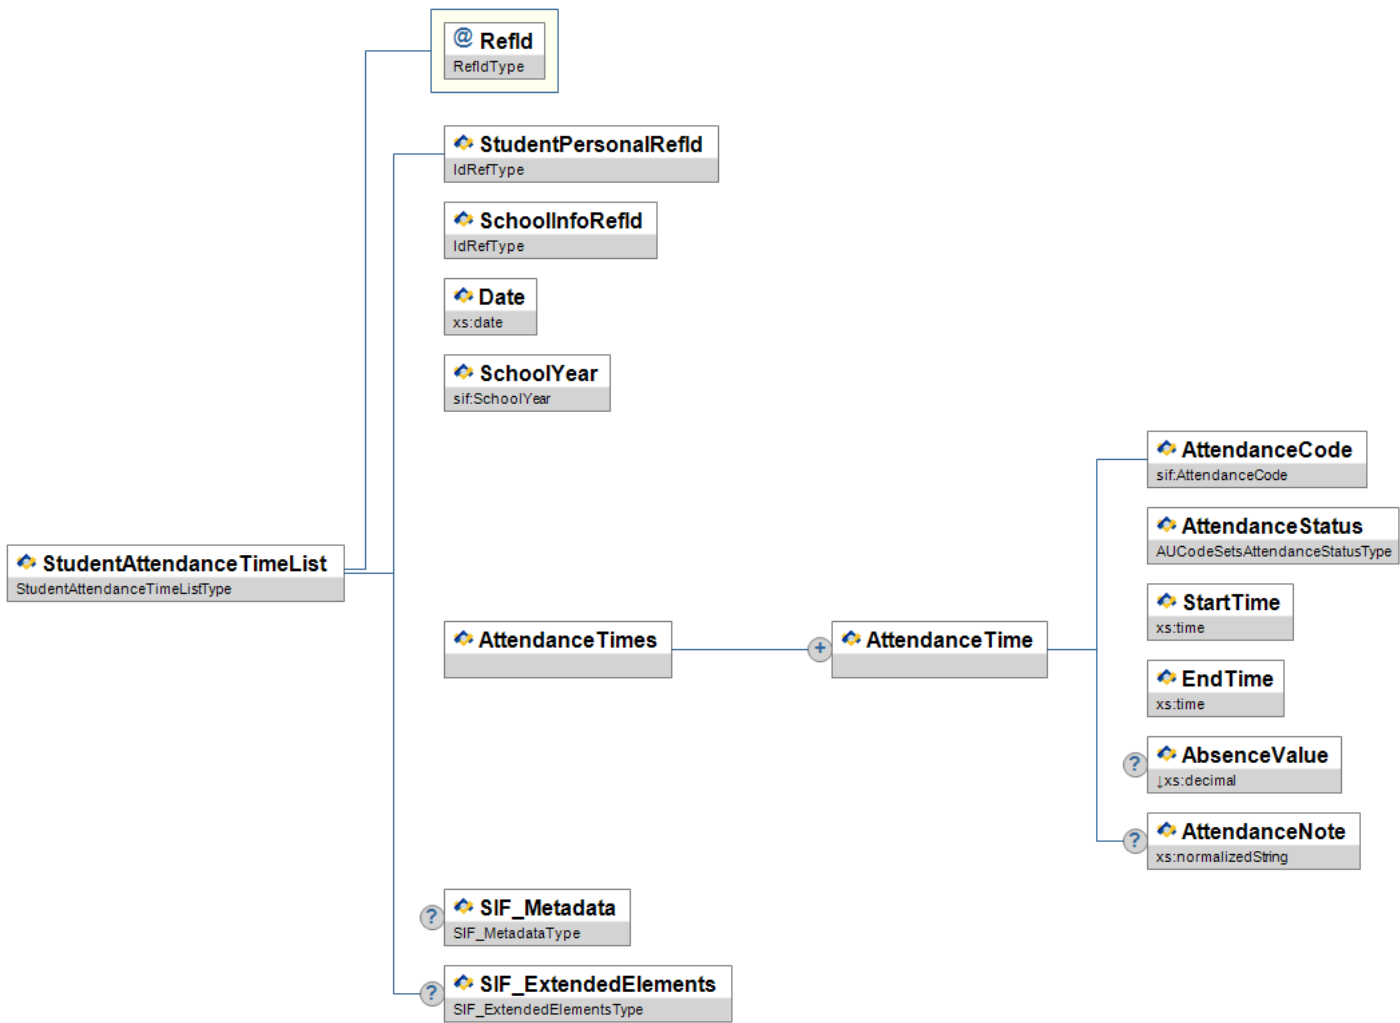 @ RefId
RefIdType
StudentPersonalRefId
IdRefType
SchoolInfoRefId
IdRefType
Date
xs:date
SchoolYear
sif:SchoolYear
AttendanceCode
sif:AttendanceCode
AttendanceStatus
AUCodeSetsAttendanceStatusType
StudentAttendanceTimeList
StudentAttendanceTimeListType
StartTime
xs:time
AttendanceTimes
+
AttendanceTime
EndTime
xs:time
?
AbsenceValue
↓xs:decimal
?
AttendanceNote
xs:normalizedString
?
SIF_Metadata
SIF_MetadataType
?
SIF_ExtendedElements
SIF_ExtendedElementsType